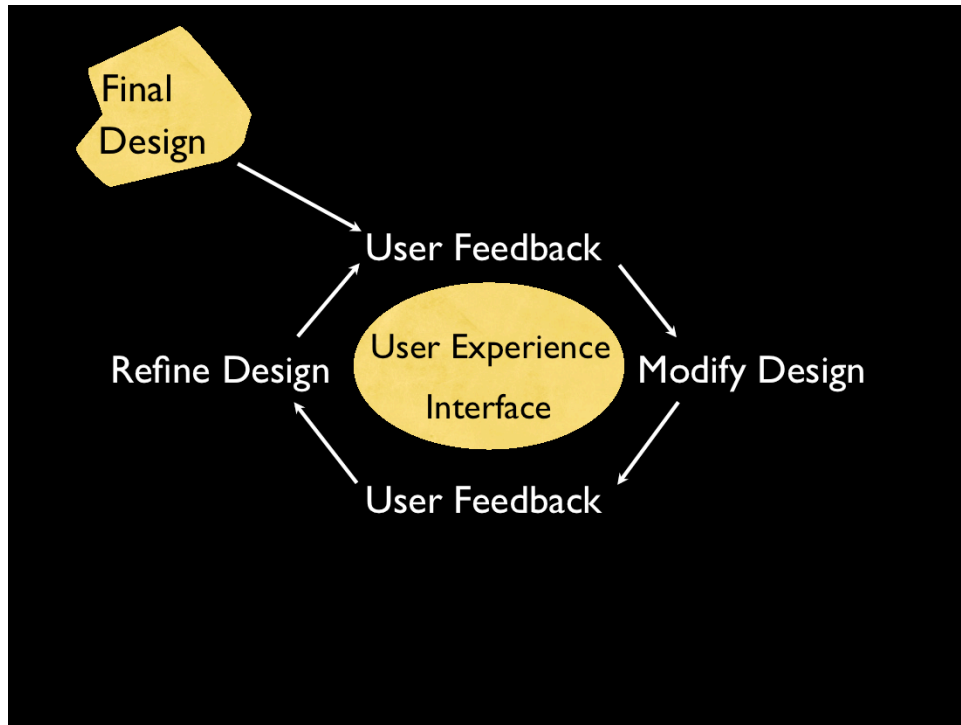 Final
Design
User Feedback
User Experience
Interface
Refine Design
Modify Design
User Feedback